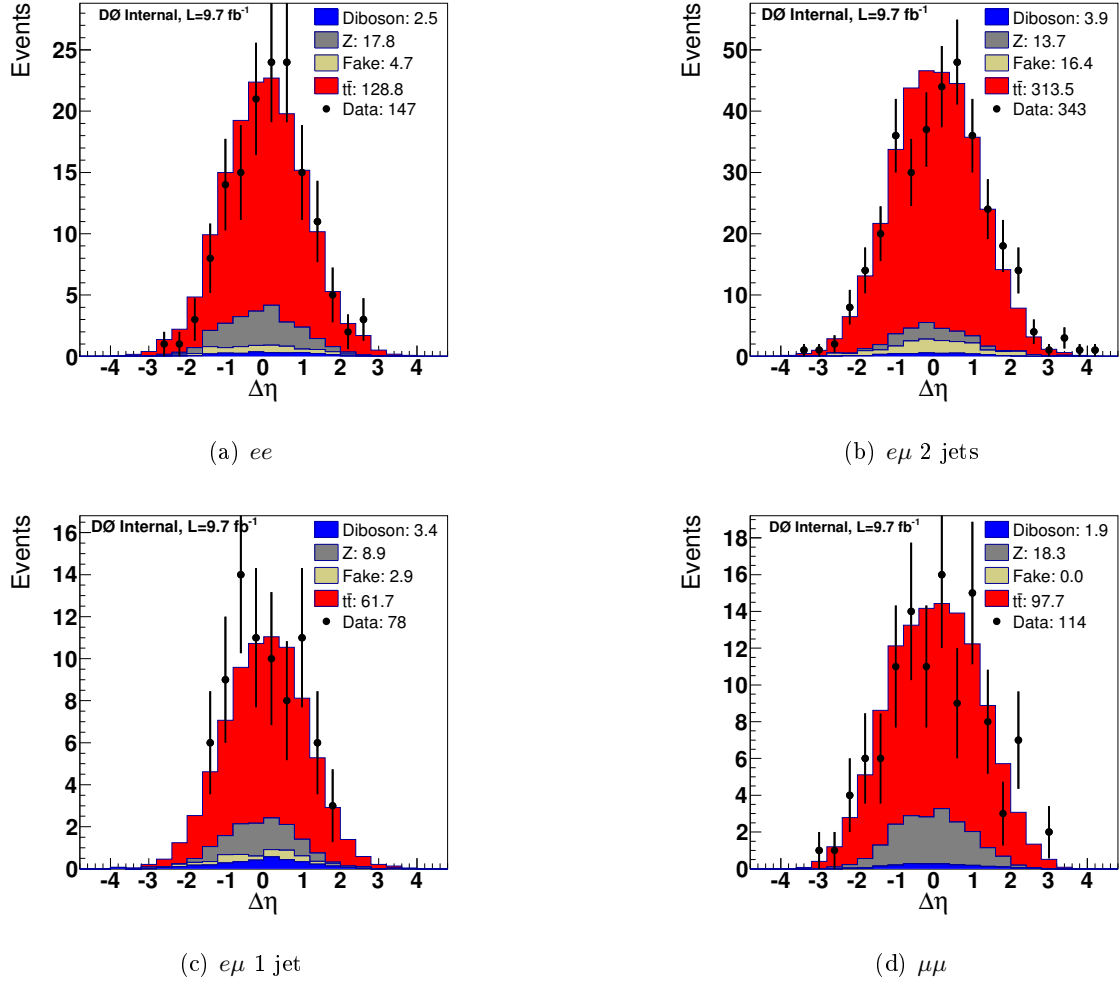 DØ Internal, L=9.7 fb⁻¹
Diboson: 2.5
Z: 17.8
Fake: 4.7
tt̄: 128.8
Data: 147
Events
25
20
15
10
5
0
-4 -3 -2 -1 0 1 2 3 4
Δη
(a) ee
DØ Internal, L=9.7 fb⁻¹
Diboson: 3.9
Z: 13.7
Fake: 16.4
tt̄: 313.5
Data: 343
Events
50
40
30
20
10
0
-4 -3 -2 -1 0 1 2 3 4
Δη
(b) eμ 2 jets
DØ Internal, L=9.7 fb⁻¹
Diboson: 3.4
Z: 8.9
Fake: 2.9
tt̄: 61.7
Data: 78
Events
16
14
12
10
8
6
4
2
0
-4 -3 -2 -1 0 1 2 3 4
Δη
(c) eμ 1 jet
DØ Internal, L=9.7 fb⁻¹
Diboson: 1.9
Z: 18.3
Fake: 0.0
tt̄: 97.7
Data: 114
Events
18
16
14
12
10
8
6
4
2
0
-4 -3 -2 -1 0 1 2 3 4
Δη
(d) μμ